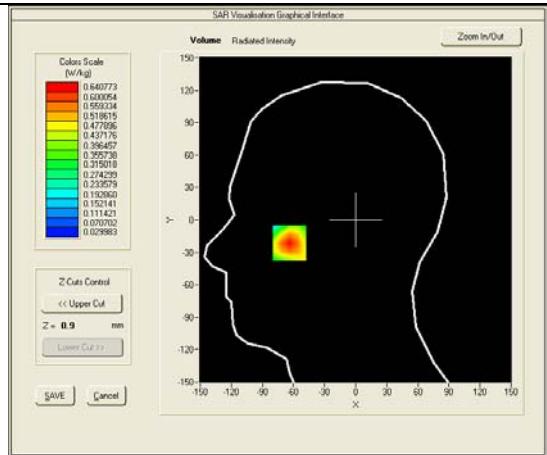 SAR Visualisation Graphical Interface
Volume Radiated Intensity
Zoom In/Out
Colors Scale
(W/kg)
0.640773
0.600054
0.559334
0.518615
0.477896
0.437176
0.396457
0.355738
0.315018
0.274299
0.233579
0.192860
0.152141
0.111421
0.070702
0.029983
Z Cuts Control
<< Upper Cut
Z = 0.9 mm
Lower Cut >>
SAVE Cancel
150
120
90
60
30
0
-30
-60
-90
-120
-150
Y
-150 -120 -90 -60 -30 0 30 60 90 120 150
X